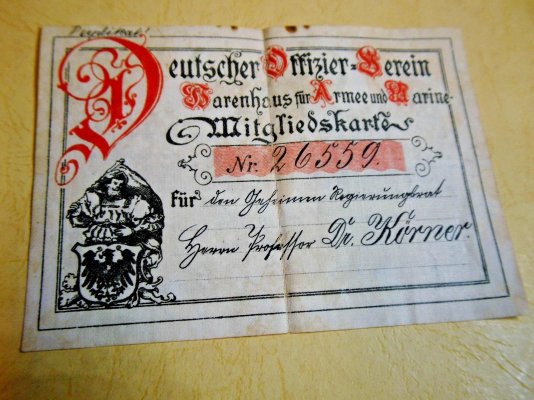 Duplikat!
Deutscher Offizier-Verein
Warenhaus für Armee und Marine.
Mitgliedskarte
Nr. 26559.
für den Geheimen Regierungsrat
Herrn Professor Dr. Körner.